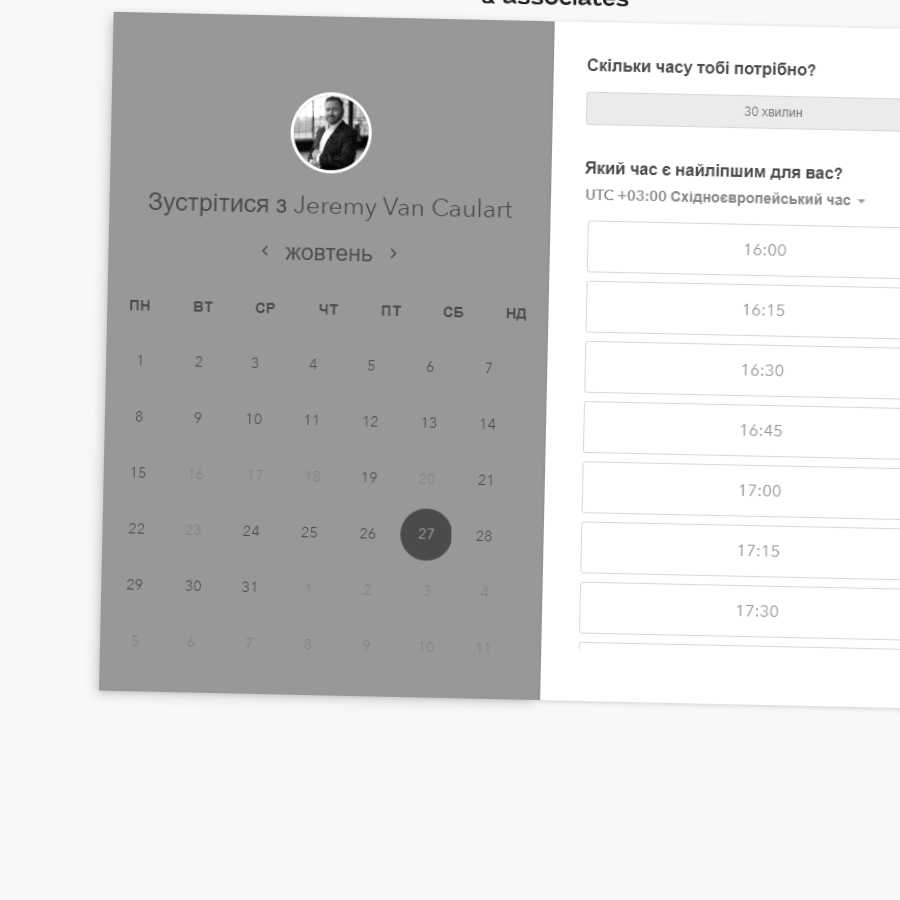 & associates
Зустрітися з Jeremy Van Caulart
жовтень
ПН ВТ СР ЧТ ПТ СБ НД
1 2 3 4 5 6 7
8 9 10 11 12 13 14
15 16 17 18 19 20 21
22 23 24 25 26 27 28
29 30 31 1 2 3 4
5 6 7 8 9 10 11
Скільки часу тобі потрібно?
30 хвилин
Який час є найліпшим для вас?
UTC +03:00 Східноєвропейський час
16:00
16:15
16:30
16:45
17:00
17:15
17:30